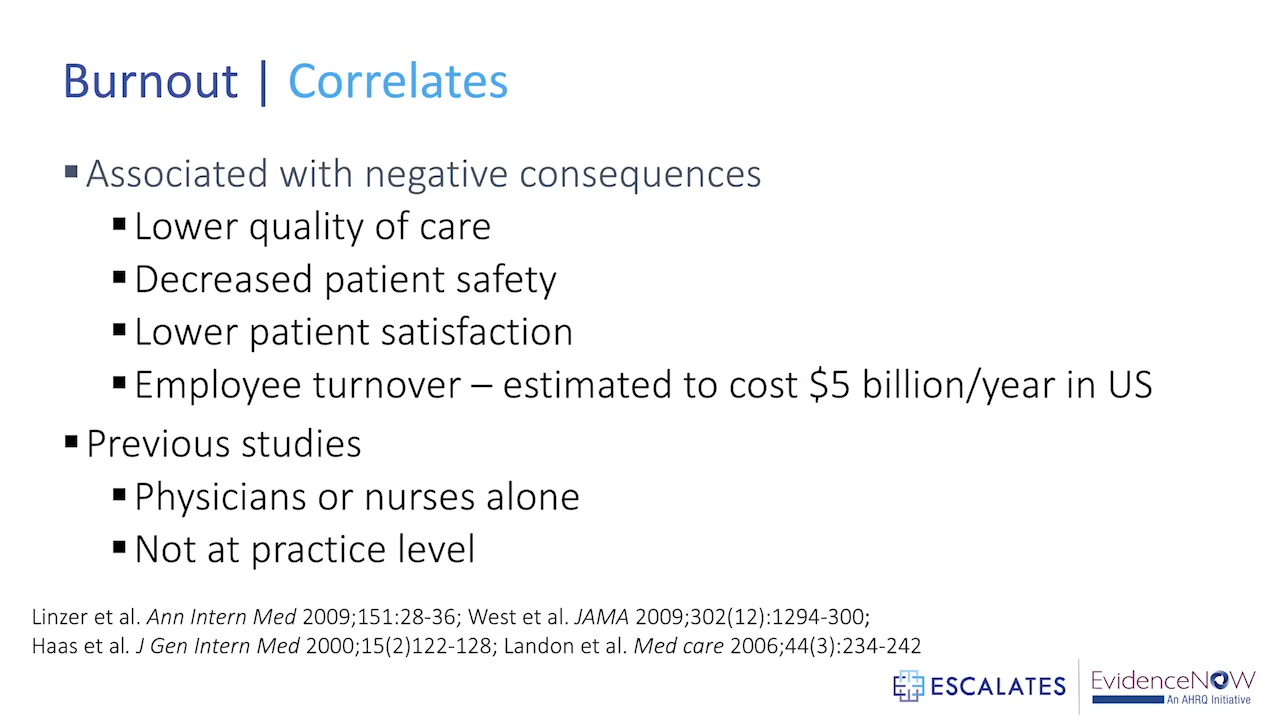 Burnout | Correlates
▪ Associated with negative consequences
▪ Lower quality of care
▪ Decreased patient safety
▪ Lower patient satisfaction
▪ Employee turnover – estimated to cost $5 billion/year in US
▪ Previous studies
▪ Physicians or nurses alone
▪ Not at practice level
Linzer et al. Ann Intern Med 2009;151:28-36; West et al. JAMA 2009;302(12):1294-300;
Haas et al. J Gen Intern Med 2000;15(2)122-128; Landon et al. Med care 2006;44(3):234-242
ESCALATES
EvidenceNOW
An AHRQ Initiative